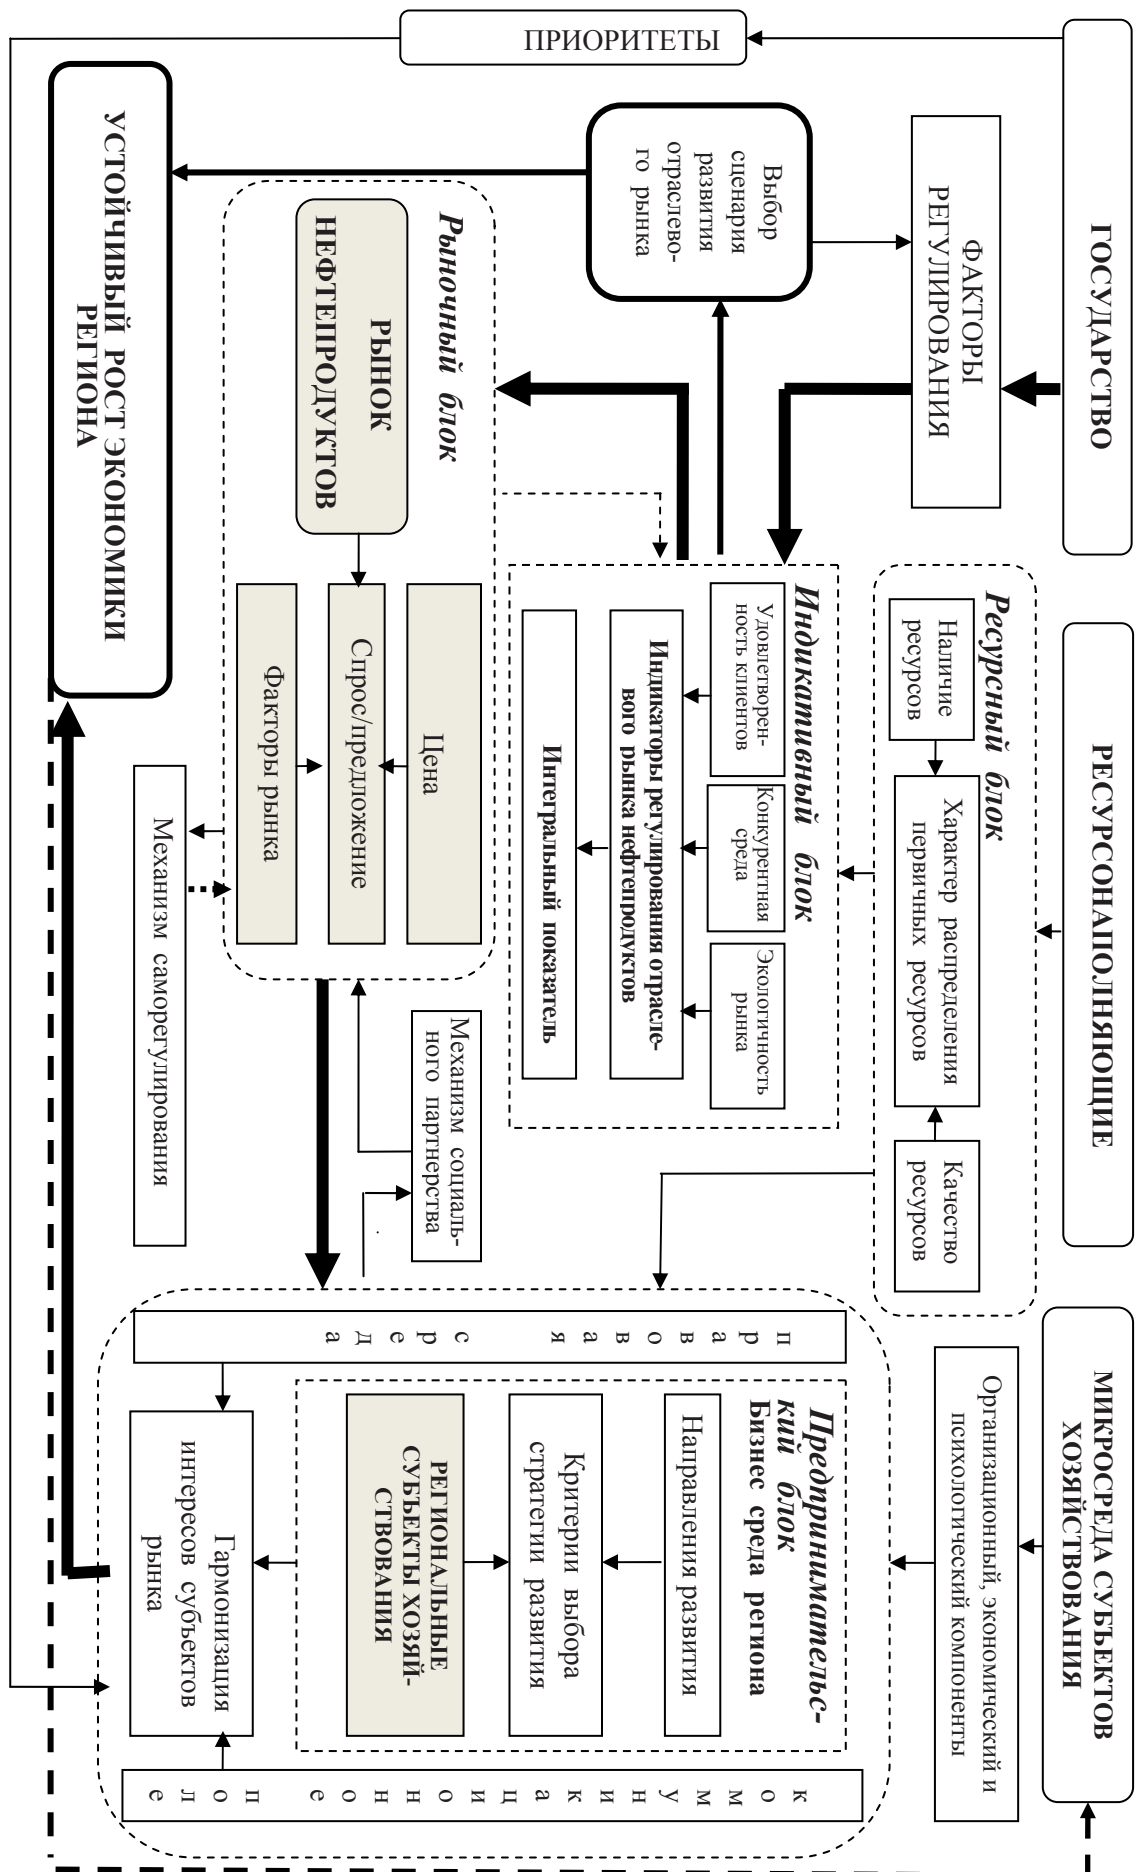 ГОСУДАРСТВО
РЕСУРСОНАПОЛНЯЮЩИЕ
МИКРОСРЕДА СУБЪЕКТОВ
ХОЗЯЙСТВОВАНИЯ
ПРИОРИТЕТЫ
ФАКТОРЫ
РЕГУЛИРОВАНИЯ
Ресурсный блок
Наличие
ресурсов
Характер распределения
первичных ресурсов
Качество
ресурсов
Организационный, экономический и
психологический компоненты
Выбор
сценария
развития
отраслево-
го рынка
Индикативный блок
Удовлетворен-
ность клиентов
Конкурентная
среда
Экологичность
рынка
Индикаторы регулирования отрасле-
вого рынка нефтепродуктов
Интегральный показатель
Рыночный блок
РЫНОК
НЕФТЕПРОДУКТОВ
Цена
Спрос/предложение
Факторы рынка
Механизм социаль-
ного партнерства
Механизм саморегулирования
правовая среда
Предпринимательс-
кий блок
Бизнес среда региона
Направления развития
Критерии выбора
стратегии развития
РЕГИОНАЛЬНЫЕ
СУБЪЕКТЫ ХОЗЯЙ-
СТВОВАНИЯ
Гармонизация
интересов субъектов
рынка
коммуникационное поле
УСТОЙЧИВЫЙ РОСТ ЭКОНОМИКИ
РЕГИОНА